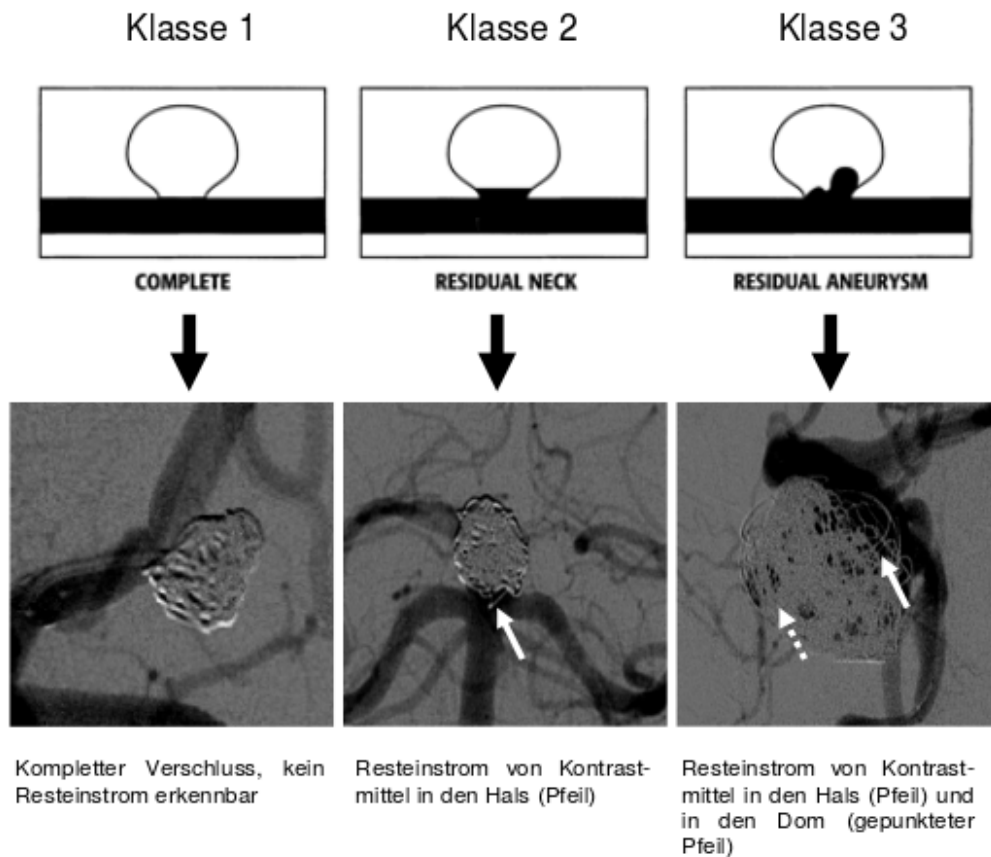 Klasse 1
Klasse 2
Klasse 3
COMPLETE
RESIDUAL NECK
RESIDUAL ANEURYSM
Kompletter Verschluss, kein
Resteinstrom erkennbar
Resteinstrom von Kontrast-
mittel in den Hals (Pfeil)
Resteinstrom von Kontrast-
mittel in den Hals (Pfeil) und
in den Dom (gepunkteter
Pfeil)